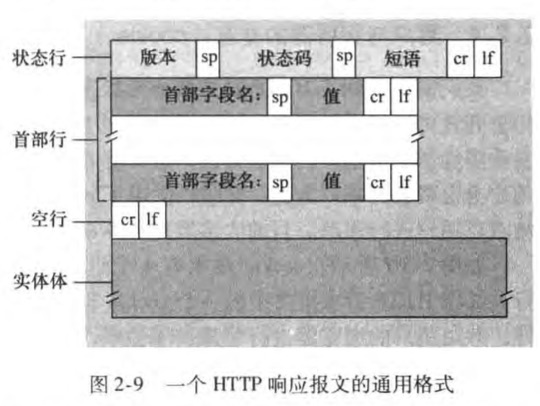 状态行 版本 sp 状态码 sp 短语 cr lf
首部字段名: sp 值 cr lf
首部行
首部字段名: sp 值 cr lf
空行 cr lf
实体体
图 2-9 一个 HTTP 响应报文的通用格式